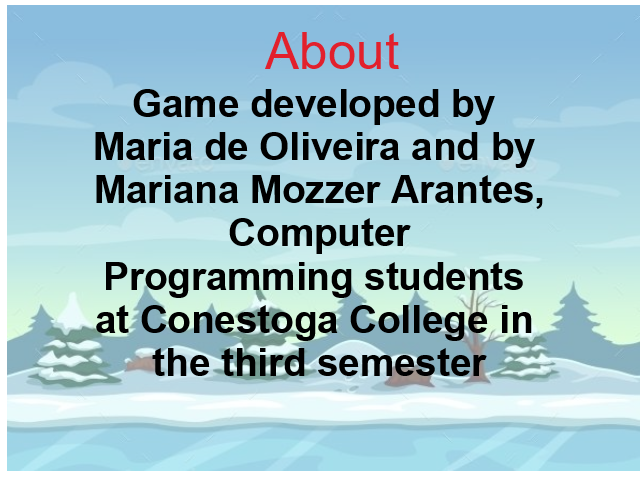 About
Game developed by
Maria de Oliveira and by
Mariana Mozzer Arantes,
Computer
Programming students
at Conestoga College in
the third semester